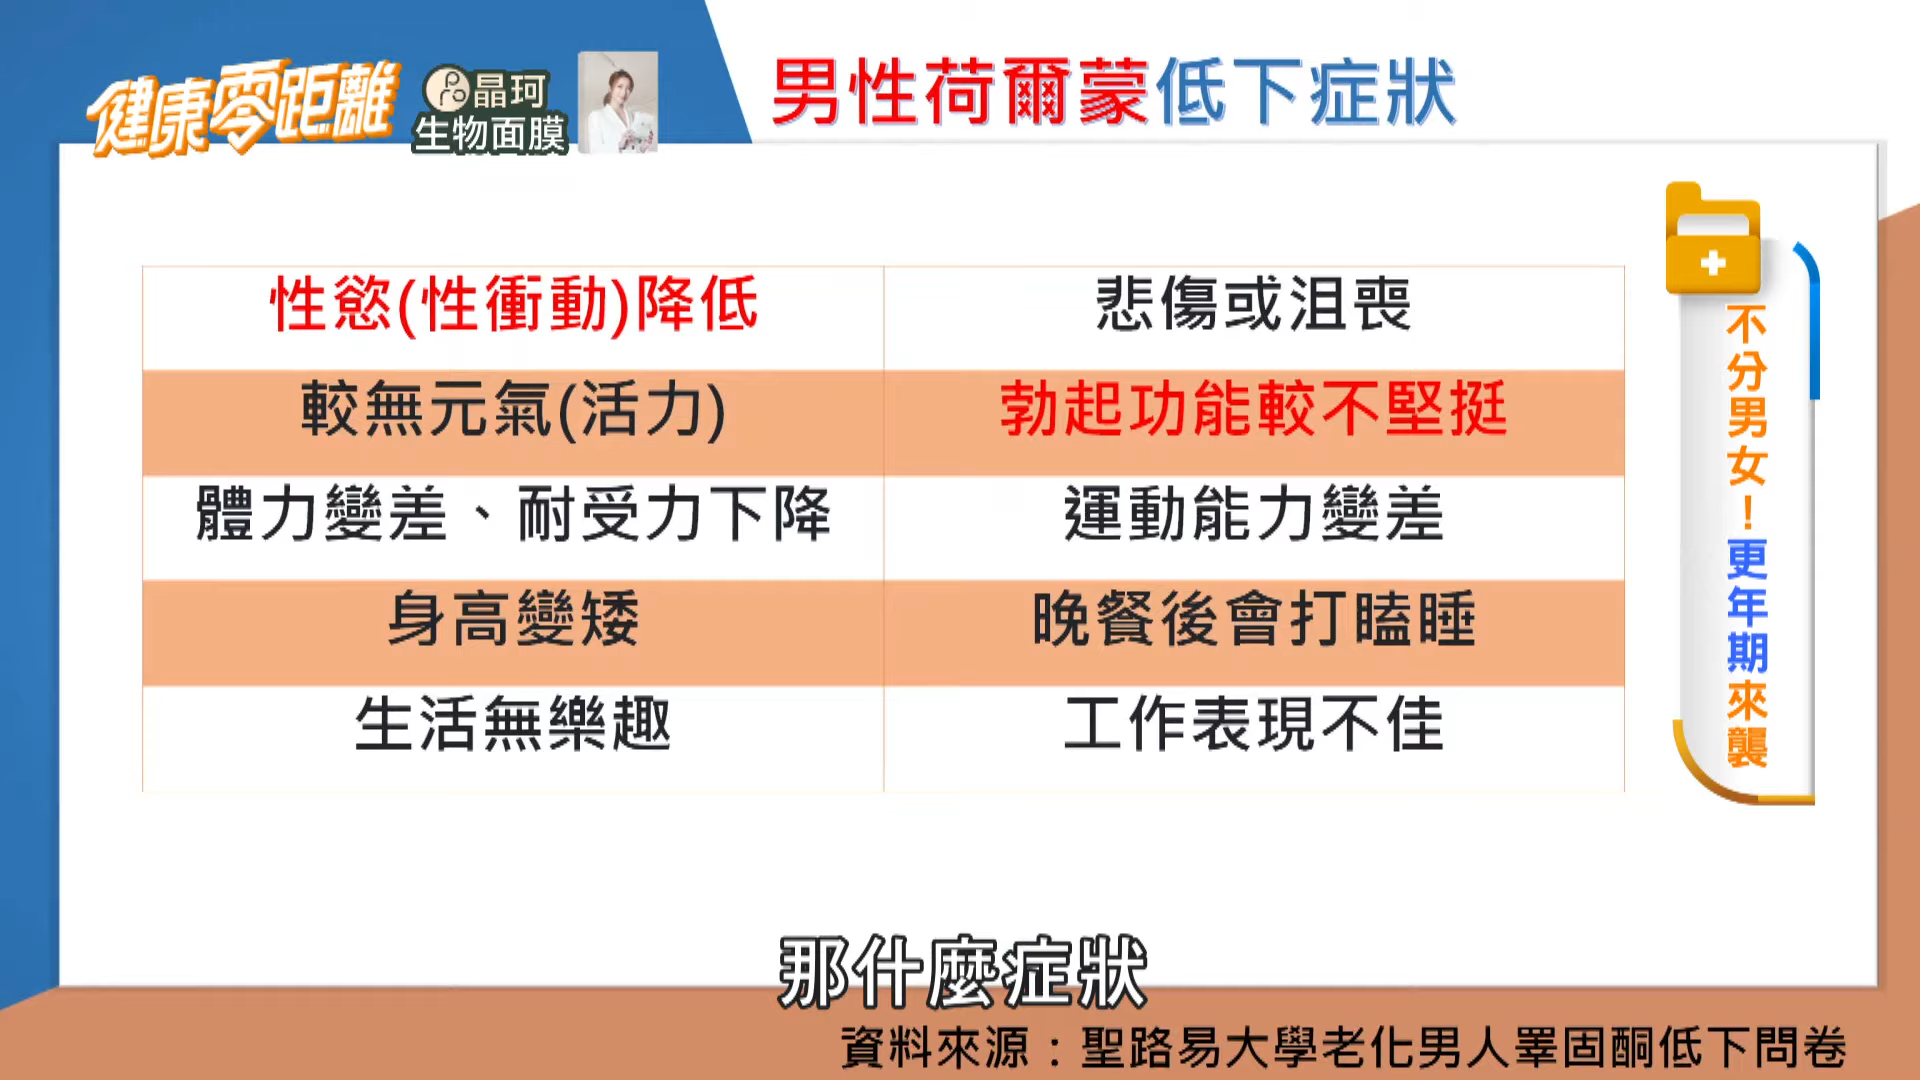 健康零距離
晶珂
生物面膜
男性荷爾蒙低下症狀
性慾(性衝動)降低
悲傷或沮喪
較無元氣(活力)
勃起功能較不堅挺
體力變差、耐受力下降
運動能力變差
身高變矮
晚餐後會打瞌睡
生活無樂趣
工作表現不佳
不分男女!更年期來襲
那什麼症狀
資料來源：聖路易大學老化男人睪固酮低下問卷